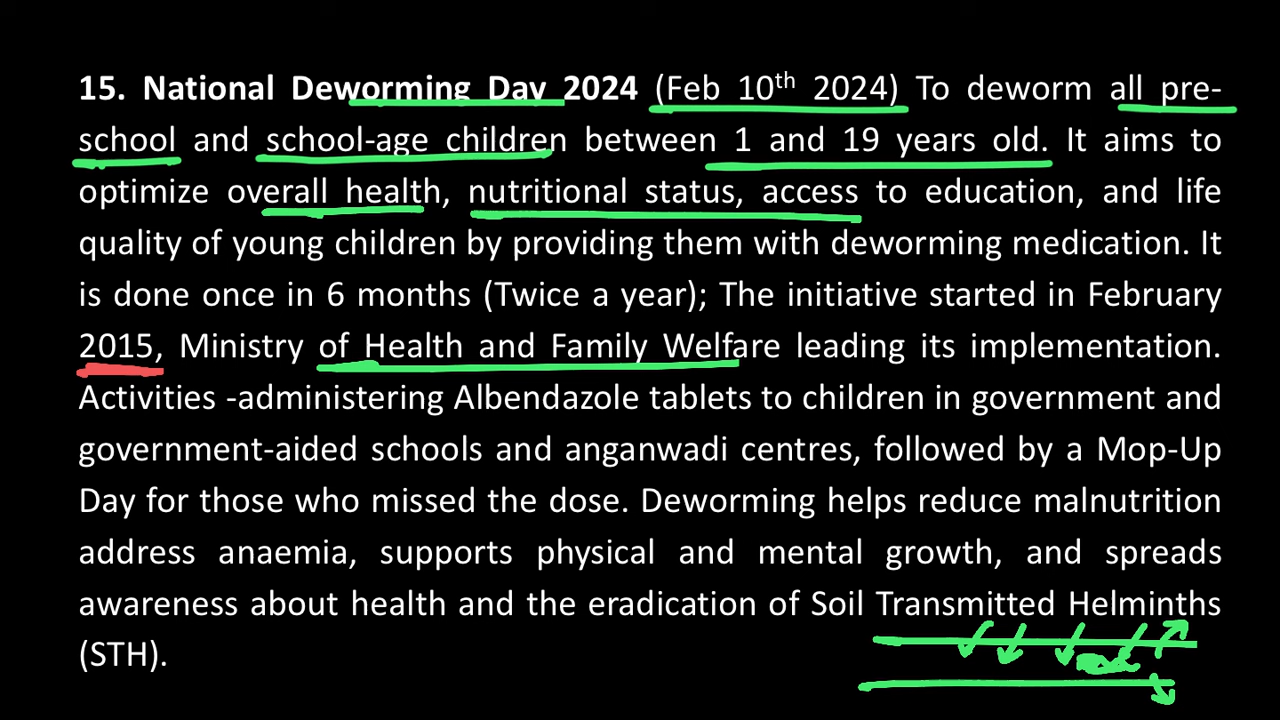 15. National Deworming Day 2024 (Feb 10th 2024) To deworm all pre-
school and school-age children between 1 and 19 years old. It aims to
optimize overall health, nutritional status, access to education, and life
quality of young children by providing them with deworming medication. It
is done once in 6 months (Twice a year); The initiative started in February
2015, Ministry of Health and Family Welfare leading its implementation.
Activities -administering Albendazole tablets to children in government and
government-aided schools and anganwadi centres, followed by a Mop-Up
Day for those who missed the dose. Deworming helps reduce malnutrition
address anaemia, supports physical and mental growth, and spreads
awareness about health and the eradication of Soil Transmitted Helminths
(STH).